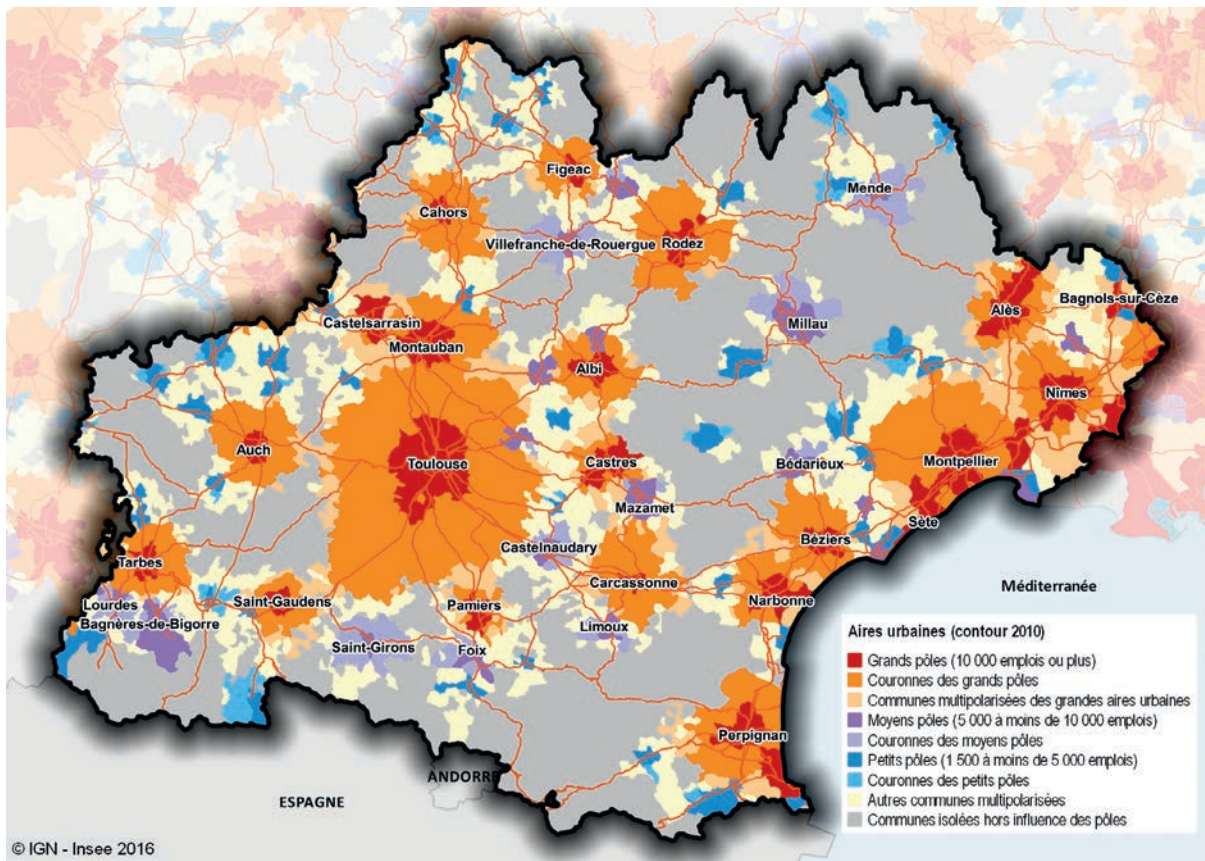 Figeac
Mende
Cahors
Villefranche-de-Rouergue
Rodez
Bagnols-sur-Cèze
Alès
Castelsarrasin
Millau
Montauban
Albi
Nîmes
Auch
Toulouse
Castres
Bédarieux
Montpellier
Mazamet
Sète
Castelnaudary
Béziers
Tarbes
Carcassonne
Méditerranée
Lourdes
Saint-Gaudens
Pamiers
Narbonne
Bagnères-de-Bigorre
Limoux
Saint-Girons
Foix
Perpignan
ANDORRE
ESPAGNE
Aires urbaines (contour 2010)
Grands pôles (10 000 emplois ou plus)
Couronnes des grands pôles
Communes multipolarisées des grandes aires urbaines
Moyens pôles (5 000 à moins de 10 000 emplois)
Couronnes des moyens pôles
Petits pôles (1 500 à moins de 5 000 emplois)
Couronnes des petits pôles
Autres communes multipolarisées
Communes isolées hors influence des pôles
© IGN - Insee 2016